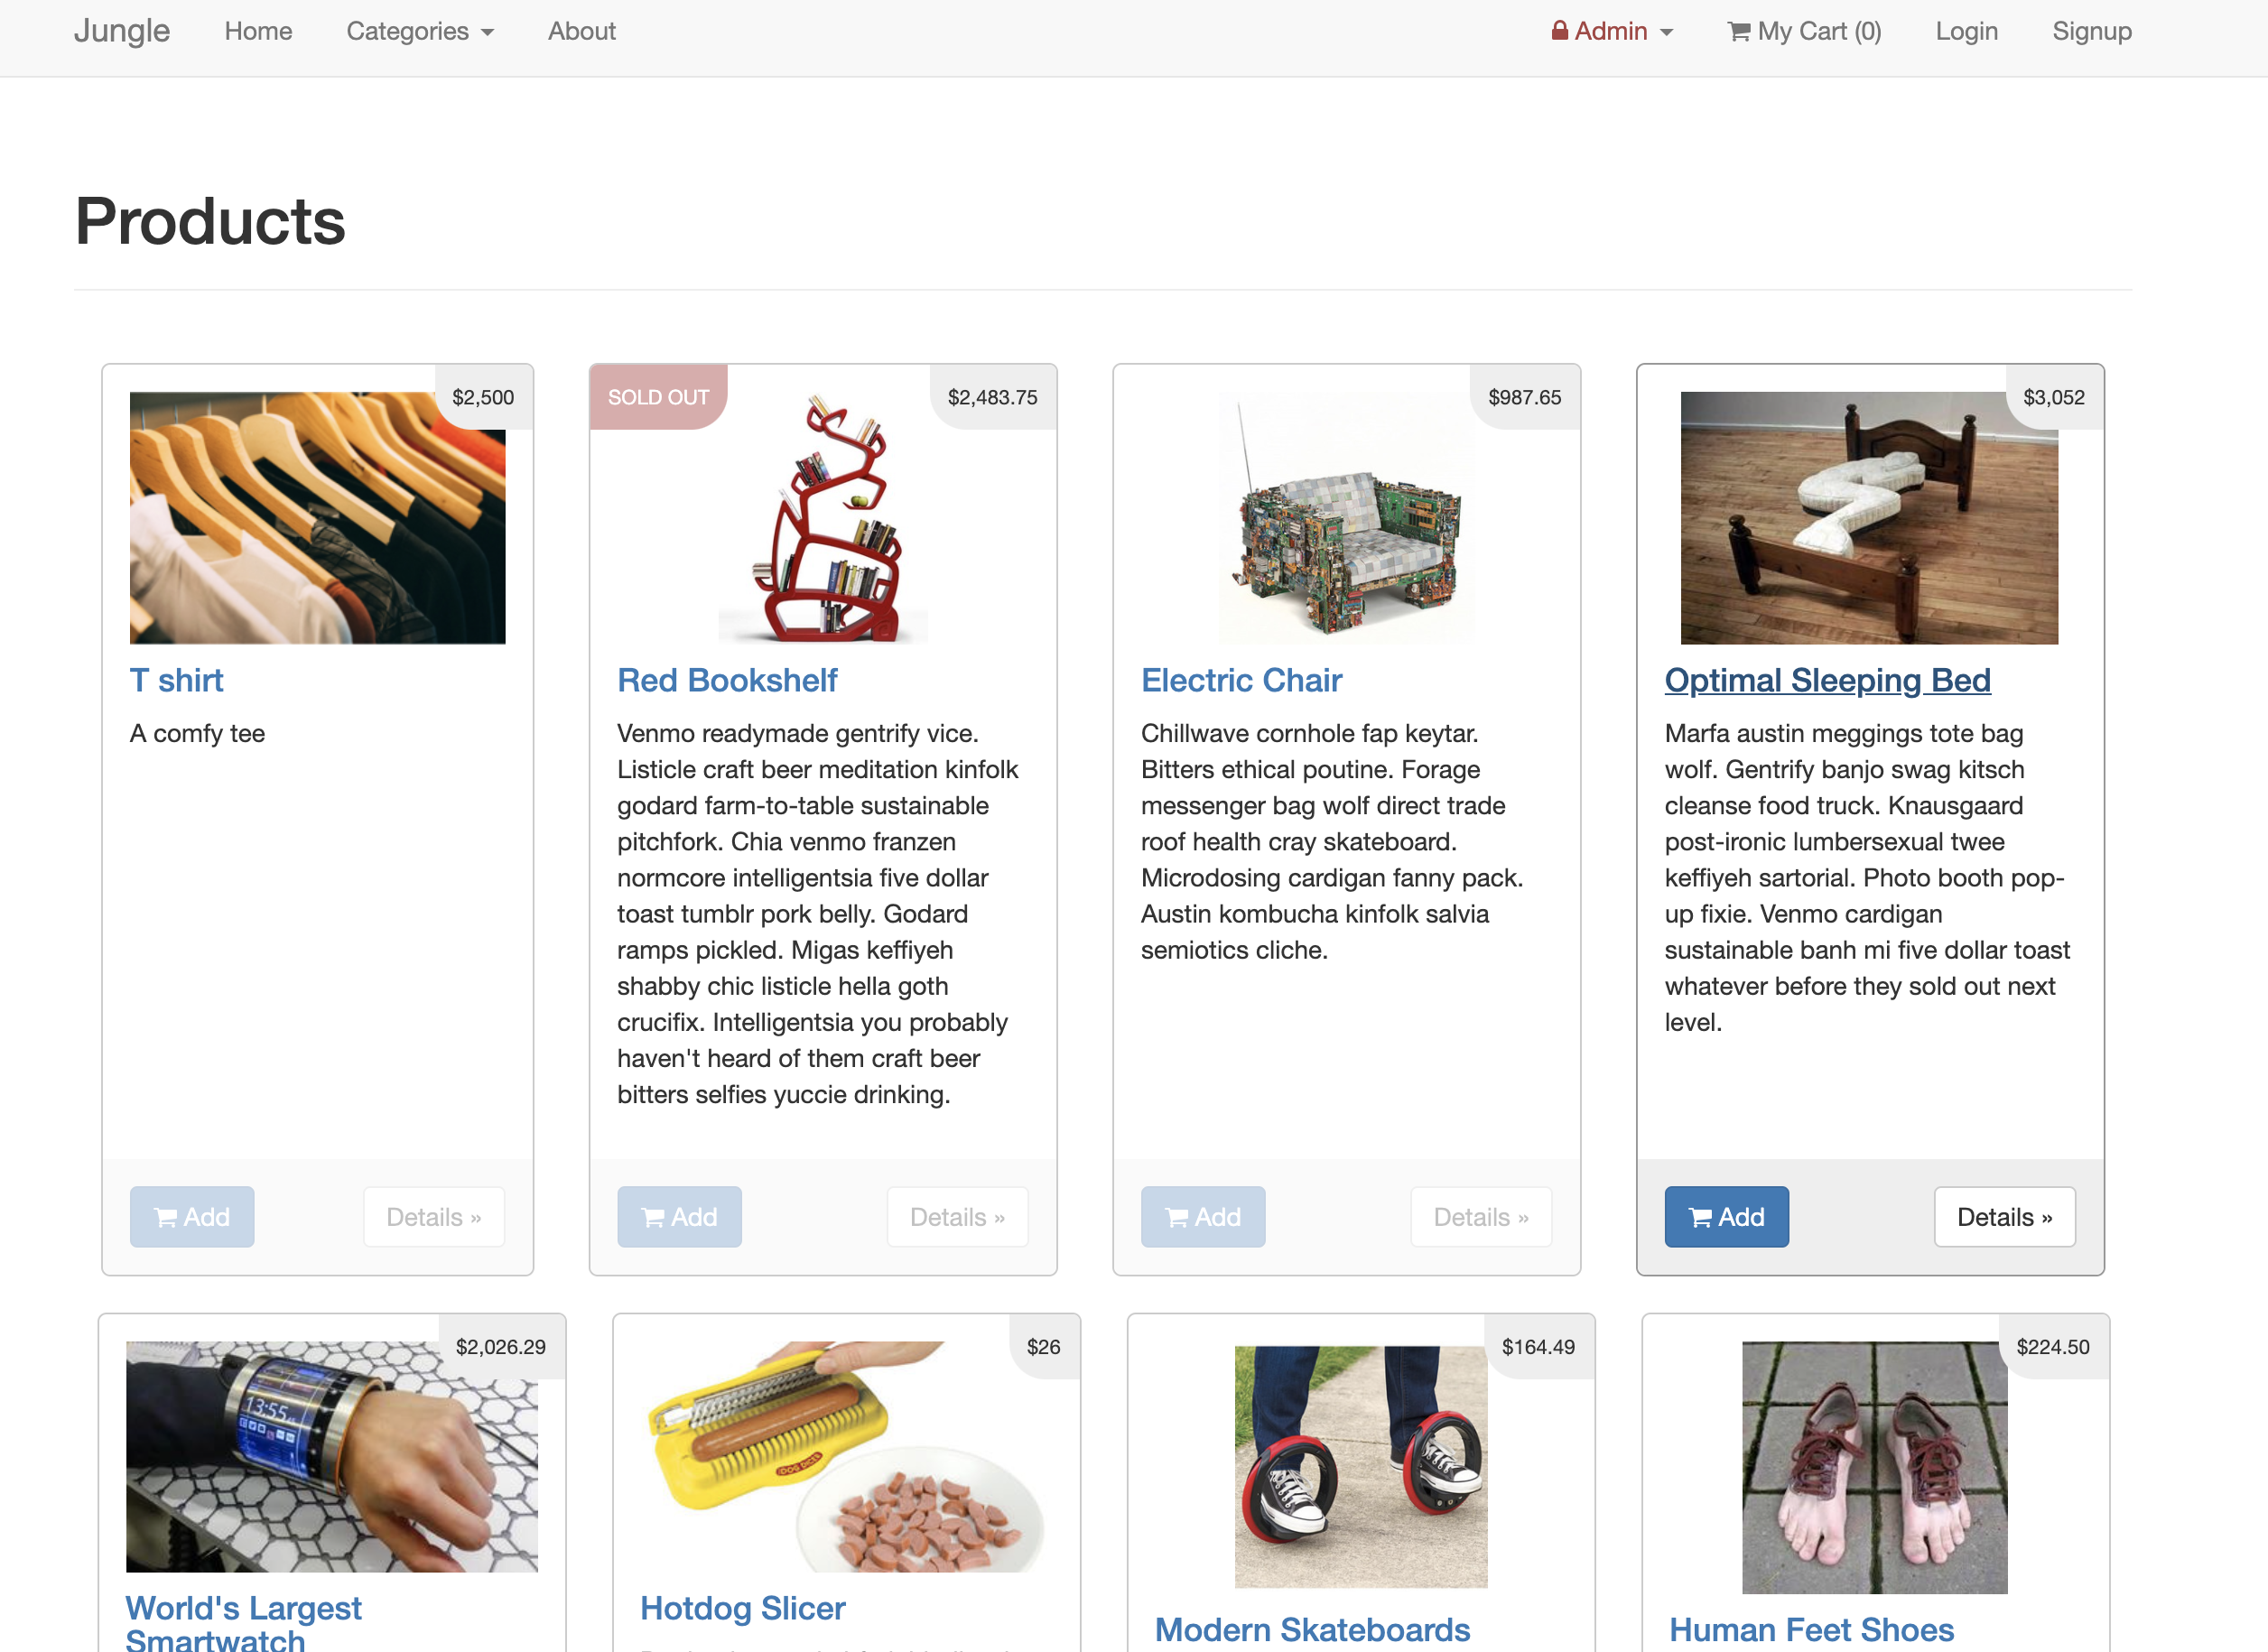 Jungle Home Categories About Admin My Cart (0) Login Signup
Products
$2,500
T shirt
A comfy tee
Add Details »
SOLD OUT $2,483.75
Red Bookshelf
Venmo readymade gentrify vice.
Listicle craft beer meditation kinfolk
godard farm-to-table sustainable
pitchfork. Chia venmo franzen
normcore intelligentsia five dollar
toast tumblr pork belly. Godard
ramps pickled. Migas keffiyeh
shabby chic listicle hella goth
crucifix. Intelligentsia you probably
haven't heard of them craft beer
bitters selfies yuccie drinking.
Add Details »
$987.65
Electric Chair
Chillwave cornhole fap keytar.
Bitters ethical poutine. Forage
messenger bag wolf direct trade
roof health cray skateboard.
Microdosing cardigan fanny pack.
Austin kombucha kinfolk salvia
semiotics cliche.
Add Details »
$3,052
Optimal Sleeping Bed
Marfa austin meggings tote bag
wolf. Gentrify banjo swag kitsch
cleanse food truck. Knausgaard
post-ironic lumbersexual twee
keffiyeh sartorial. Photo booth pop-
up fixie. Venmo cardigan
sustainable banh mi five dollar toast
whatever before they sold out next
level.
Add Details »
$2,026.29
13:55
World's Largest
Smartwatch
$26
Hotdog Slicer
$164.49
Modern Skateboards
$224.50
Human Feet Shoes